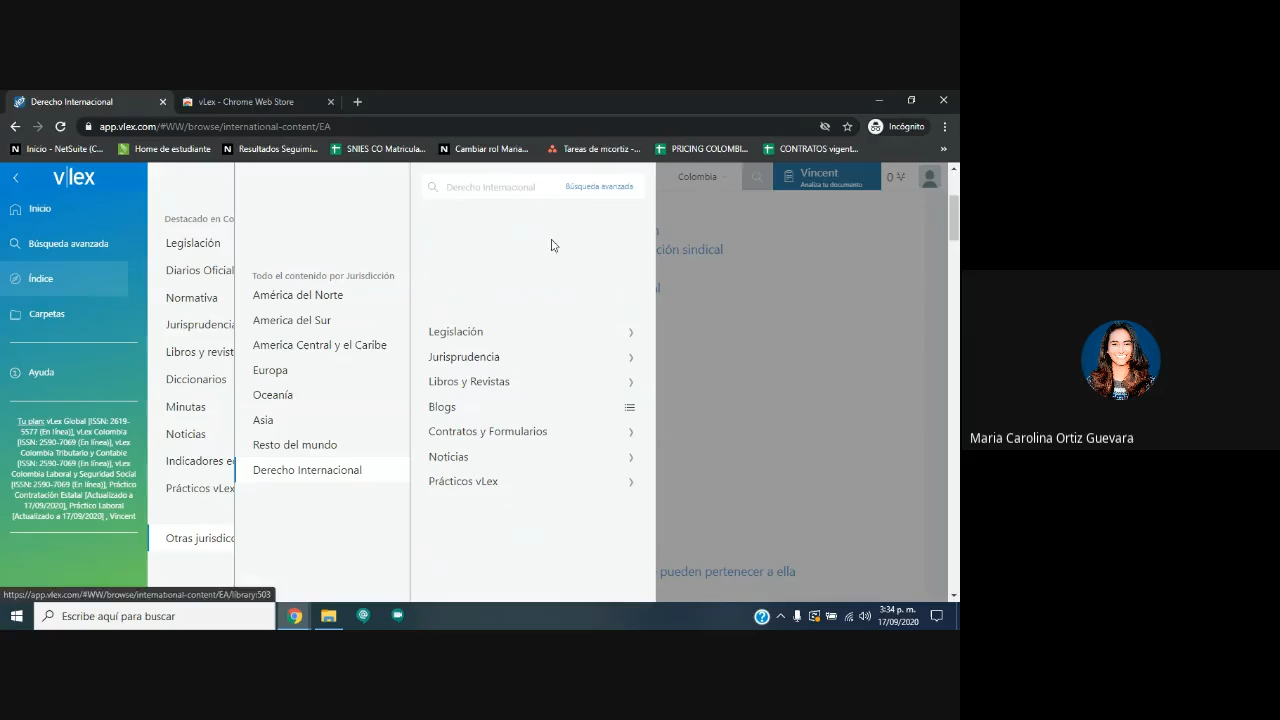 Derecho Internacional
vLex - Chrome Web Store
app.vlex.com/#WW/browse/international-content/EA
Incógnito
Inicio - NetSuite (C...
Home de estudiante
Resultados Seguimi...
SNIES CO Matricula...
Cambiar rol Maria...
Tareas de mcortiz -...
PRICING COLOMBI...
CONTRATOS vigent...
»
v|lex
Inicio
Búsqueda avanzada
Índice
Carpetas
Ayuda
Tu plan: vLex Global [ISSN: 2619-
5577 (En línea)], vLex
Colombia [ISSN: 2590-7069
(En línea)], vLex
Colombia Tributario y Contable
[ISSN: 2590-7069 (En línea)], vLex
Colombia Laboral y Seguridad Social
[ISSN: 2590-7069 (En línea)], Práctico
Contratación Estatal [Actualizado a
17/09/2020], Práctico Laboral
[Actualizado a 17/09/2020] , Vincent
Destacado en Co
Legislación
Diarios Oficial
Normativa
Jurisprudencia
Libros y revist
Diccionarios
Minutas
Noticias
Indicadores e
Prácticos vLex
Otras jurisdicc
Todo el contenido por Jurisdicción
América del Norte
America del Sur
America Central y el Caribe
Europa
Oceanía
Asia
Resto del mundo
Derecho Internacional
Derecho Internacional
Búsqueda avanzada
Legislación
Jurisprudencia
Libros y Revistas
Blogs
Contratos y Formularios
Noticias
Prácticos vLex
Colombia
Vincent
Analiza tu documento
0
ción sindical
pueden pertenecer a ella
https://app.vlex.com/#WW/browse/international-content/EA/library:503
Escribe aquí para buscar
3:34 p. m.
17/09/2020
Maria Carolina Ortiz Guevara